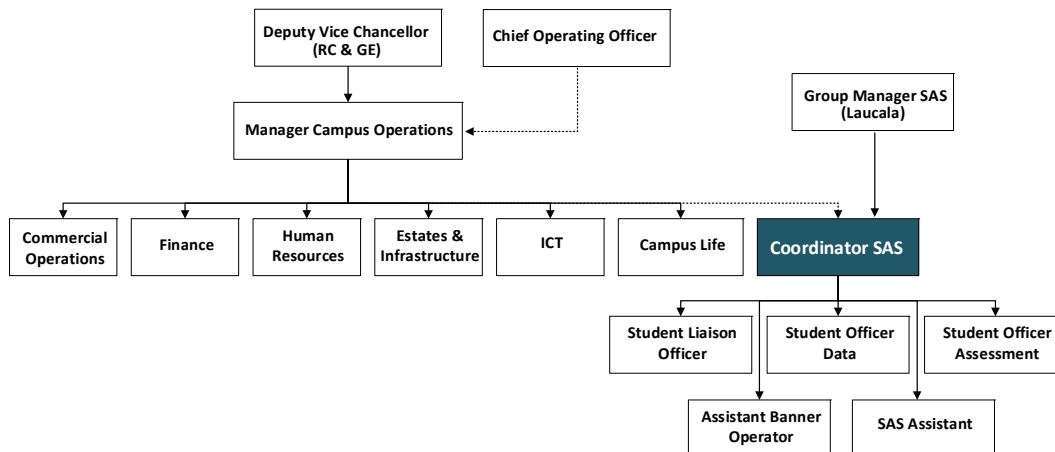 Deputy Vice Chancellor
(RC & GE)
Chief Operating Officer
Group Manager SAS
(Laucala)
Manager Campus Operations
Commercial
Operations
Finance
Human
Resources
Estates &
Infrastructure
ICT
Campus Life
Coordinator SAS
Student Liaison
Officer
Student Officer
Data
Student Officer
Assessment
Assistant Banner
Operator
SAS Assistant